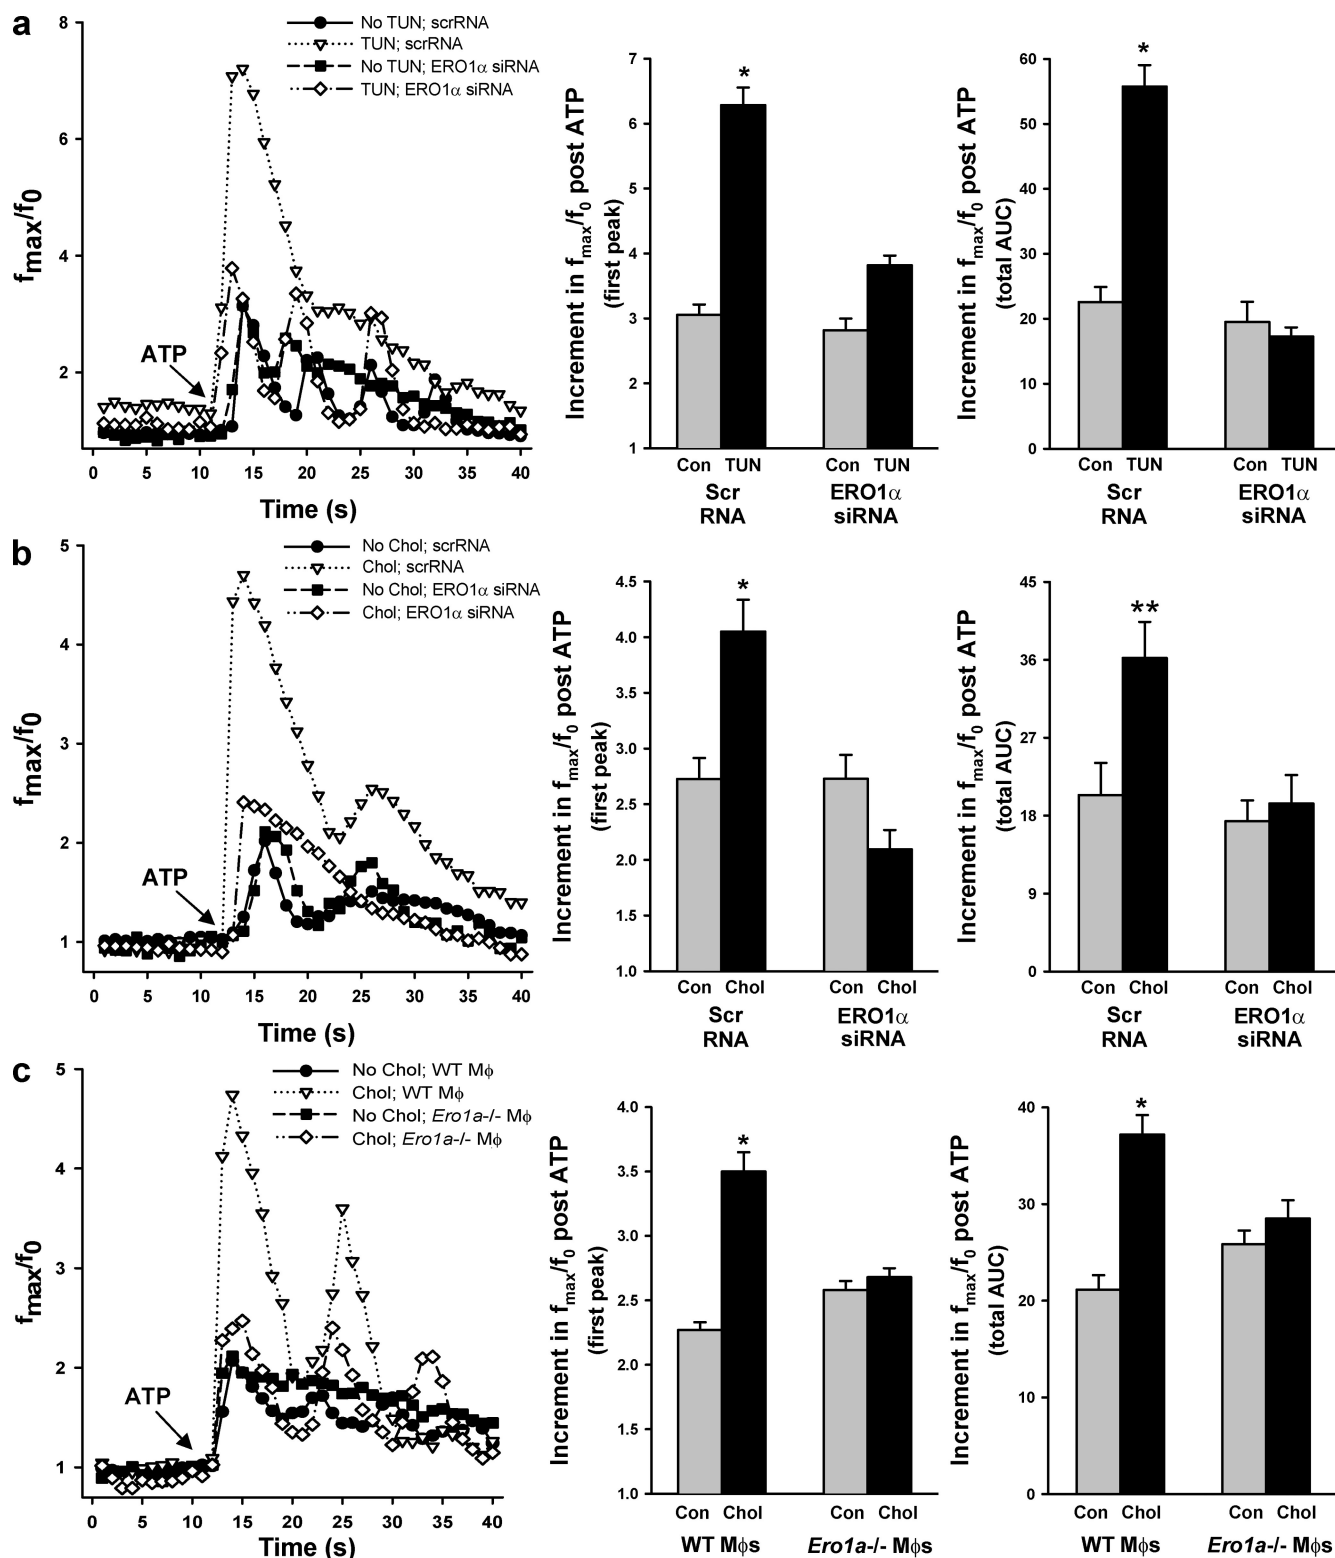 a
8
6
4
2
0 5 10 15 20 25 30 35 40
fmax/f0
Time (s)
ATP
No TUN; scrRNA
TUN; scrRNA
No TUN; ERO1α siRNA
TUN; ERO1α siRNA
Increment in fmax/f0 post ATP
(first peak)
7
6
5
4
3
2
1
*
Con TUN Con TUN
Scr ERO1α
RNA siRNA
Increment in fmax/f0 post ATP
(total AUC)
60
50
40
30
20
10
0
*
Con TUN Con TUN
Scr ERO1α
RNA siRNA
b
5
4
3
2
1
0 5 10 15 20 25 30 35 40
fmax/f0
Time (s)
ATP
No Chol; scrRNA
Chol; scrRNA
No Chol; ERO1α siRNA
Chol; ERO1α siRNA
Increment in fmax/f0 post ATP
(first peak)
4.5
4.0
3.5
3.0
2.5
2.0
1.5
1.0
*
Con Chol Con Chol
Scr ERO1α
RNA siRNA
Increment in fmax/f0 post ATP
(total AUC)
45
36
27
18
9
0
**
Con Chol Con Chol
Scr ERO1α
RNA siRNA
c
5
4
3
2
1
0 5 10 15 20 25 30 35 40
fmax/f0
Time (s)
ATP
No Chol; WT Mϕ
Chol; WT Mϕ
No Chol; Ero1a-/- Mϕ
Chol; Ero1a-/- Mϕ
Increment in fmax/f0 post ATP
(first peak)
4.0
3.5
3.0
2.5
2.0
1.5
1.0
*
Con Chol Con Chol
WT Mϕs Ero1a-/- Mϕs
Increment in fmax/f0 post ATP
(total AUC)
40
30
20
10
0
*
Con Chol Con Chol
WT Mϕs Ero1a-/- Mϕs